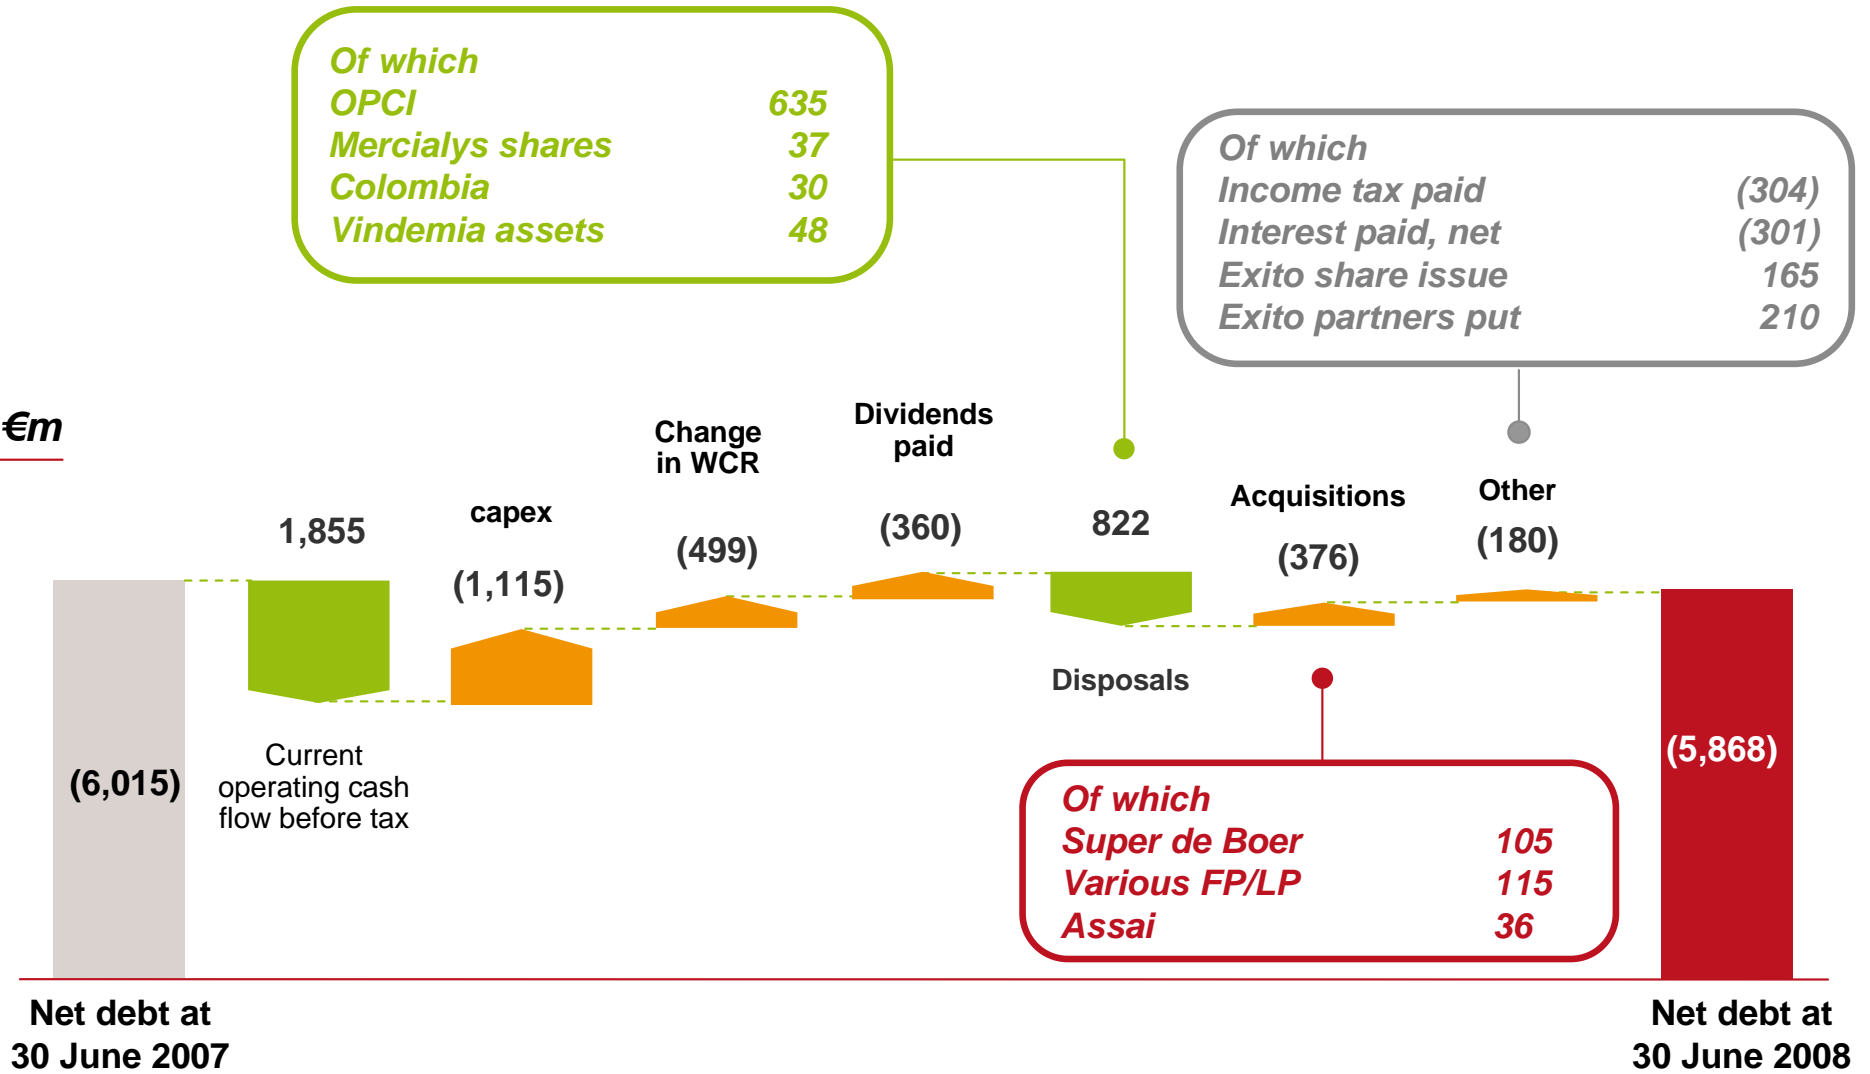 Of which
OPCI 635
Mercialys shares 37
Colombia 30
Vindemia assets 48
Of which
Income tax paid (304)
Interest paid, net (301)
Exito share issue 165
Exito partners put 210
€m
1,855
Current
operating cash
flow before tax
capex
(1,115)
Change
in WCR
(499)
Dividends
paid
(360)
822
Disposals
Acquisitions
(376)
Other
(180)
(6,015)
(5,868)
Of which
Super de Boer 105
Various FP/LP 115
Assai 36
Net debt at
30 June 2007
Net debt at
30 June 2008